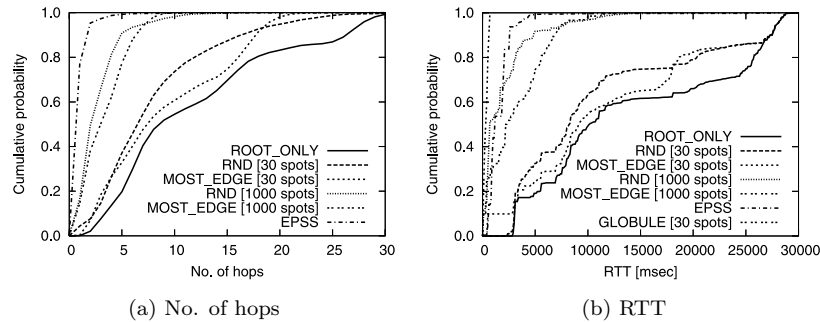 Cumulative probability
1.0
0.8
0.6
0.4
0.2
0.0
ROOT_ONLY
RND [30 spots]
MOST_EDGE [30 spots]
RND [1000 spots]
MOST_EDGE [1000 spots]
EPSS
0 5 10 15 20 25 30
No. of hops
(a) No. of hops
Cumulative probability
1.0
0.8
0.6
0.4
0.2
0.0
ROOT_ONLY
RND [30 spots]
MOST_EDGE [30 spots]
RND [1000 spots]
MOST_EDGE [1000 spots]
EPSS
GLOBULE [30 spots]
0 5000 10000 15000 20000 25000 30000
RTT [msec]
(b) RTT